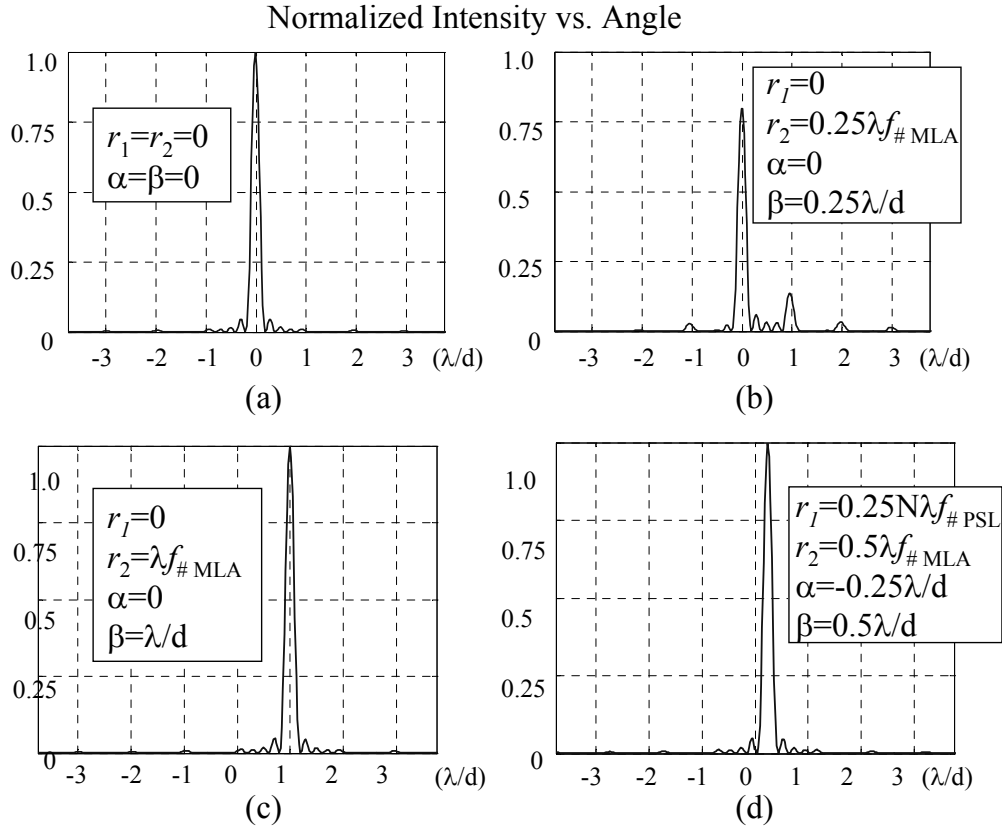 Normalized Intensity vs. Angle
1.0
0.75
0.5
0.25
0
r₁=r₂=0
α=β=0
-3 -2 -1 0 1 2 3 (λ/d)
(a)
1.0
0.75
0.5
0.25
0
r₁=0
r₂=0.25λf# MLA
α=0
β=0.25λ/d
-3 -2 -1 0 1 2 3 (λ/d)
(b)
1.0
0.75
0.5
0.25
0
r₁=0
r₂=λf# MLA
α=0
β=λ/d
-3 -2 -1 0 1 2 3 (λ/d)
(c)
1.0
0.75
0.5
0.25
0
r₁=0.25Nλf# PSL
r₂=0.5λf# MLA
α=-0.25λ/d
β=0.5λ/d
-3 -2 -1 0 1 2 3 (λ/d)
(d)